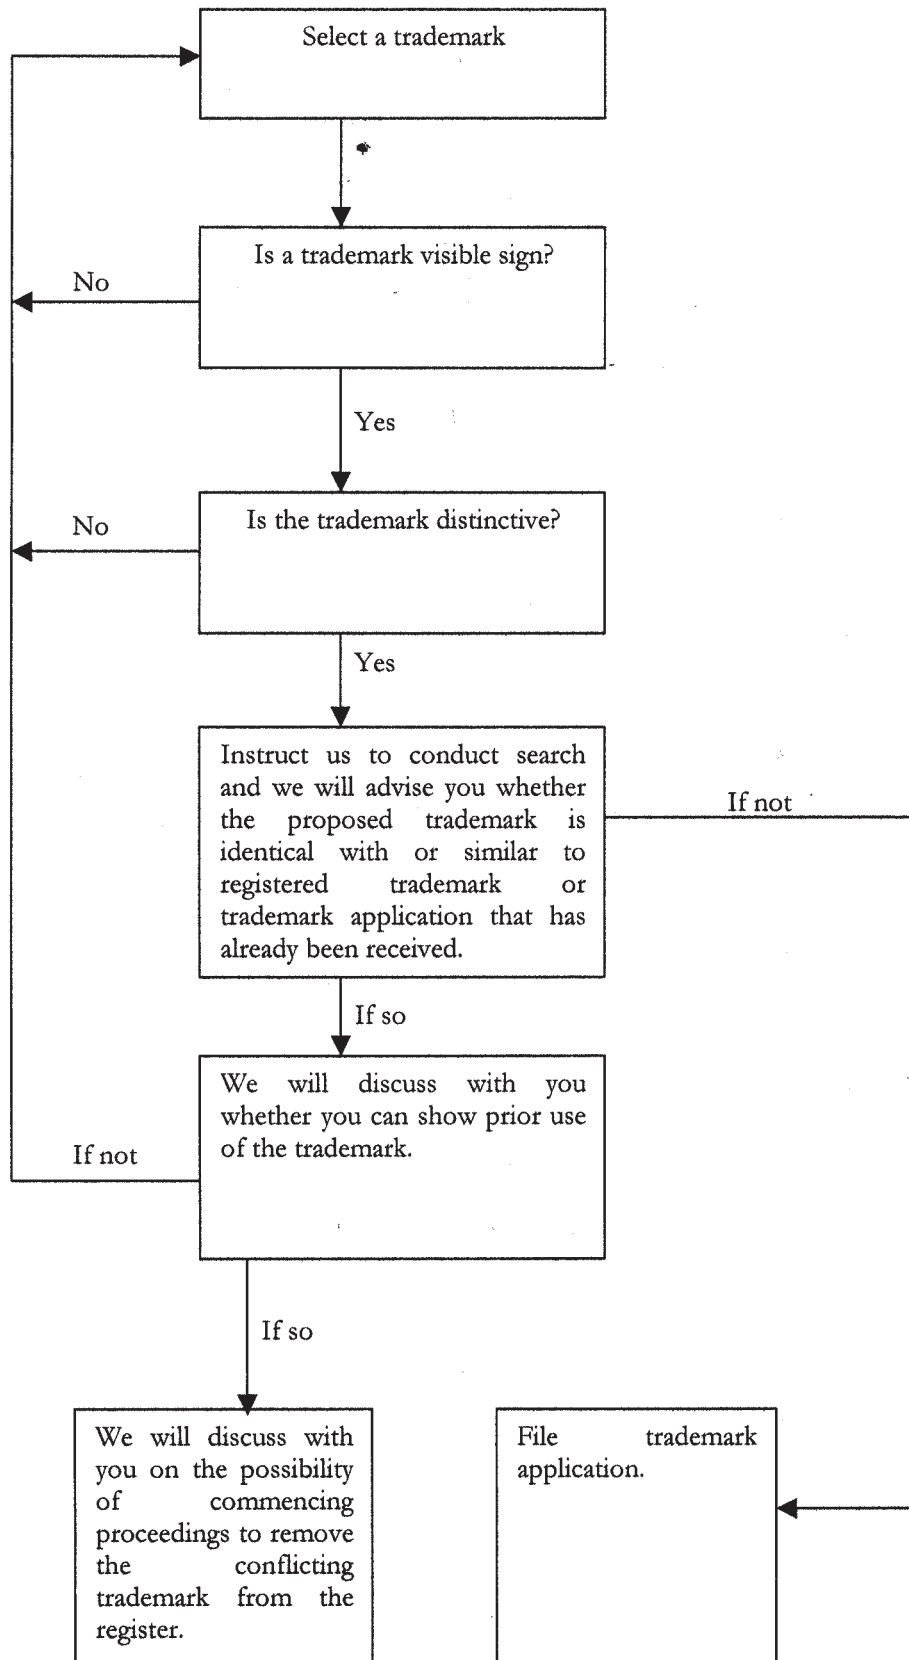 Select a trademark
Is a trademark visible sign?
No
Yes
Is the trademark distinctive?
No
Yes
Instruct us to conduct search
and we will advise you whether
the proposed trademark is
identical with or similar to
registered trademark or
trademark application that has
already been received.
If not
If so
We will discuss with you
whether you can show prior use
of the trademark.
If not
If so
We will discuss with
you on the possibility
of commencing
proceedings to remove
the conflicting
trademark from the
register.
File trademark
application.